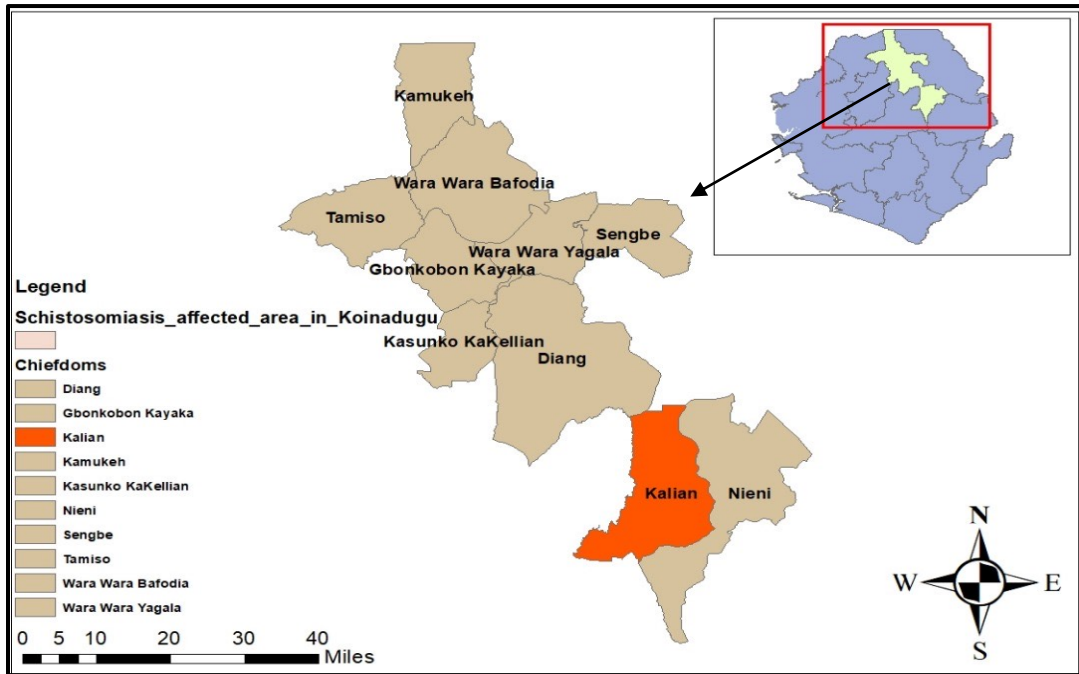 Kamukeh
Wara Wara Bafodia
Tamiso
Sengbe
Wara Wara Yagala
Gbonkobon Kayaka
Kasunko KaKellian
Diang
Kalian
Nieni
Legend
Schistosomiasis_affected_area_in_Koinadugu
Chiefdoms
Diang
Gbonkobon Kayaka
Kalian
Kamukeh
Kasunko KaKellian
Nieni
Sengbe
Tamiso
Wara Wara Bafodia
Wara Wara Yagala
0 5 10 20 30 40
Miles
N
W E
S